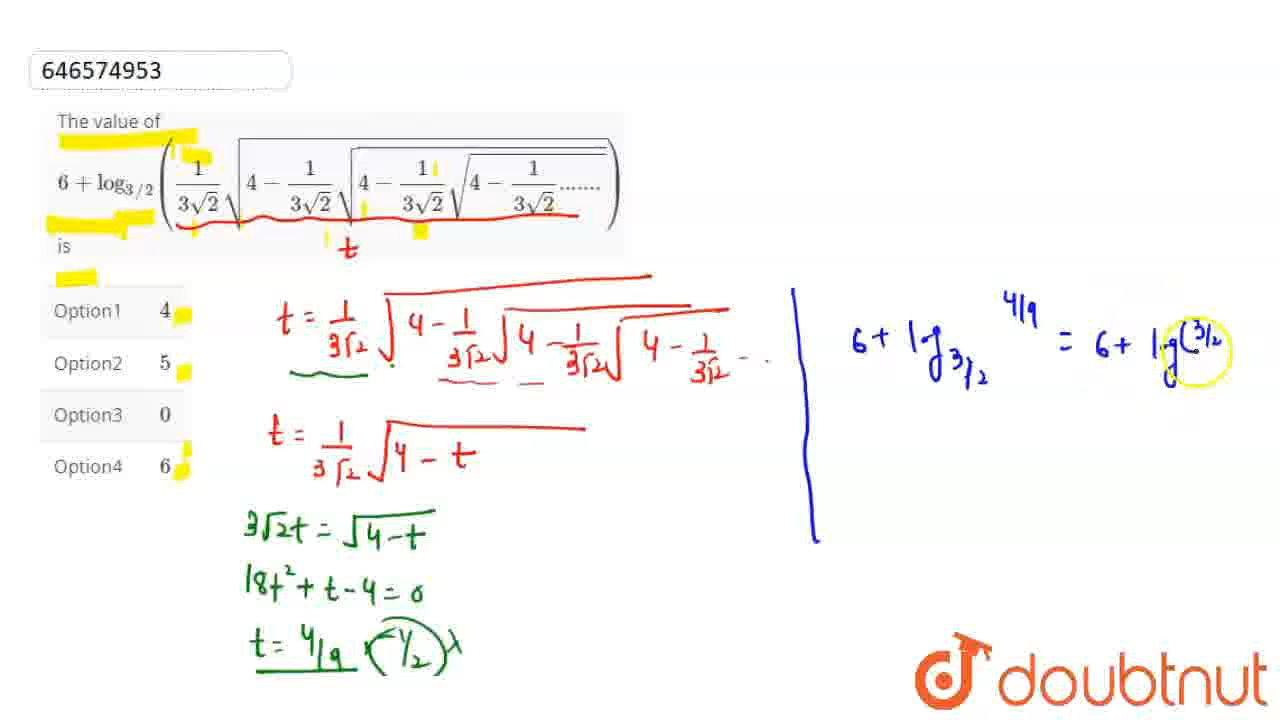 646574953
The value of
6 + log_{3/2} ( 1/3√2 √(4 − 1/3√2 √(4 − 1/3√2 √(4 − 1/3√2 ....... ))) )
is
t
Option1 4
Option2 5
Option3 0
Option4 6
t = 1/3√2 √(4 − 1/3√2 √(4 − 1/3√2 √(4 − 1/3√2 ...
t = 1/3√2 √(4 − t)
3√2t = √(4 − t)
18t² + t − 4 = 0
t = 4/9 , (−1/2) ×
6 + log_{3/2} 4/9 = 6 + log (3/2
doubtnut